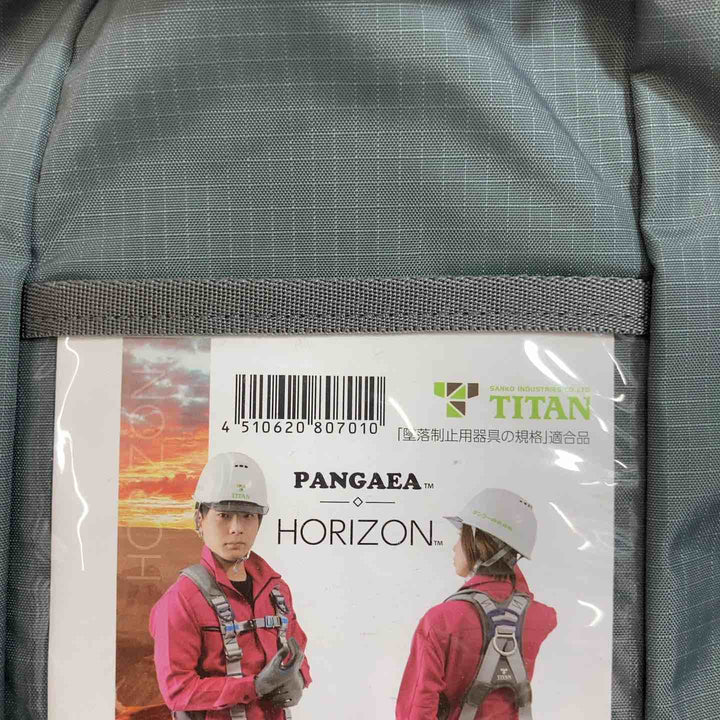 SANKO INDUSTRIES CO.,LTD.
TITAN
4 510620 807010
「墜落制止用器具の規格」適合品
PANGAEA™
HORIZON™
HORIZON
TITAN
TITAN